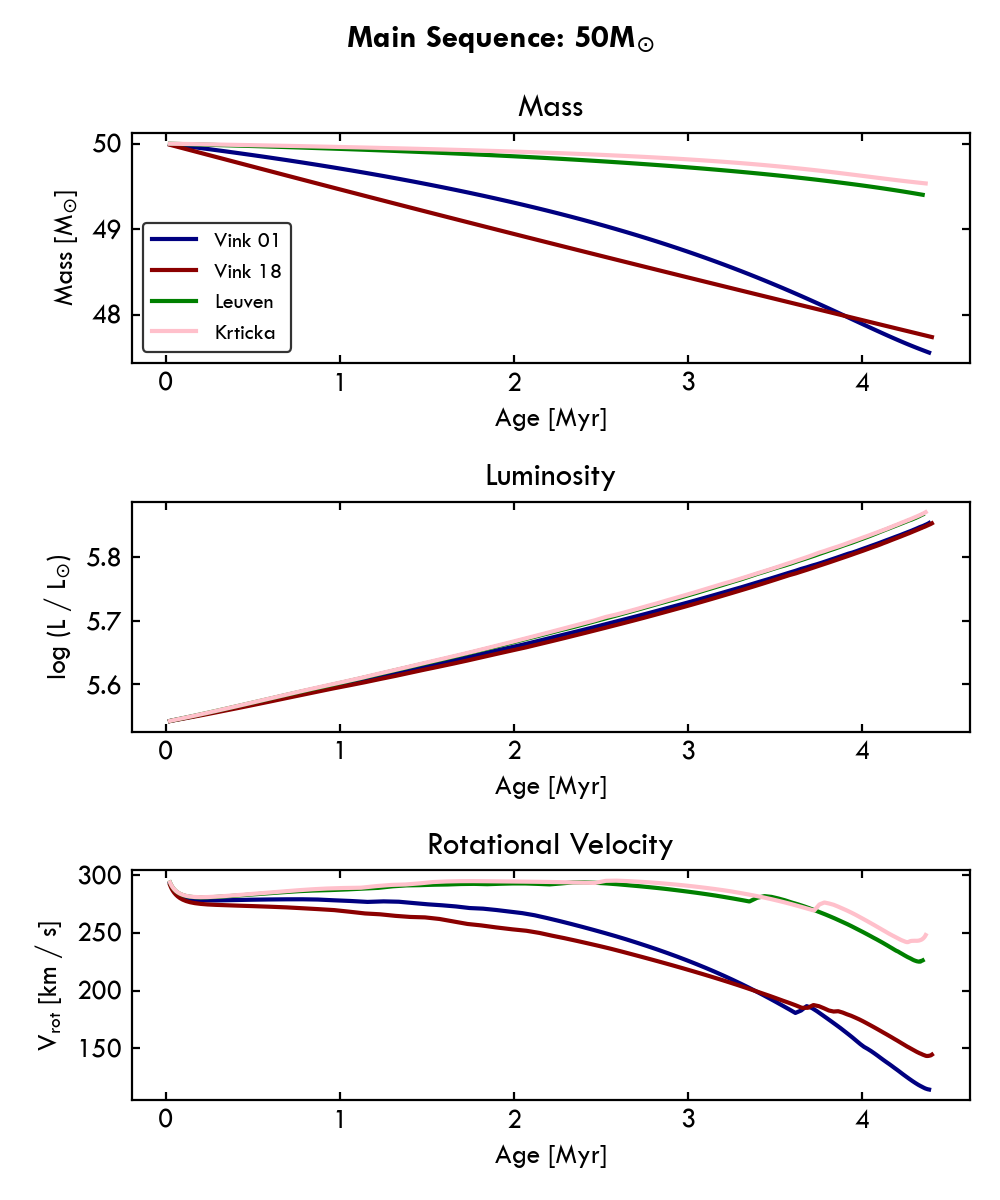 Main Sequence: 50M☉
Mass
50
49
48
Mass [M☉]
Vink 01
Vink 18
Leuven
Krticka
0 1 2 3 4
Age [Myr]
Luminosity
5.8
5.7
5.6
log (L / L☉)
0 1 2 3 4
Age [Myr]
Rotational Velocity
300
250
200
150
Vrot [km / s]
0 1 2 3 4
Age [Myr]